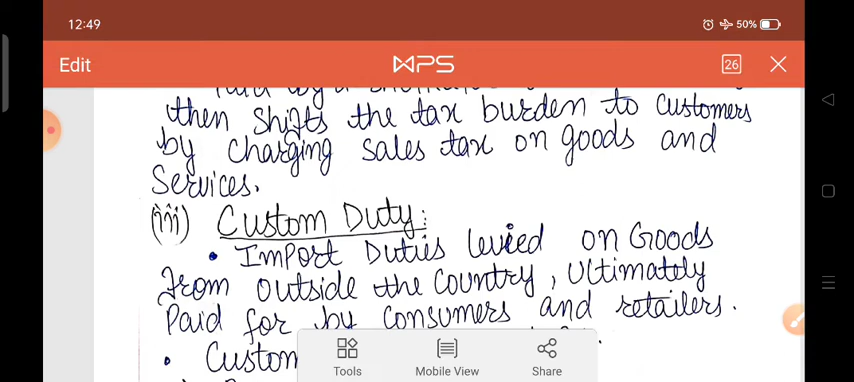 12:49
50%
Edit
WPS
26
then shifts the tax burden to customers
by charging sales tax on goods and
Services.
(iii) Custom Duty:
• Import Duties levied on Goods
from outside the Country, Ultimately
Paid for by consumers and retailers.
• Custom
Tools
Mobile View
Share